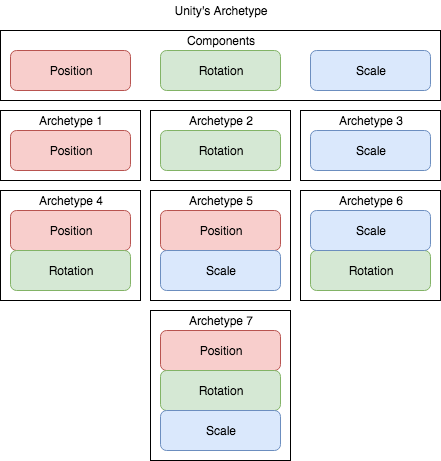 Unity's Archetype
Components
Position
Rotation
Scale
Archetype 1
Position
Archetype 2
Rotation
Archetype 3
Scale
Archetype 4
Position
Rotation
Archetype 5
Position
Scale
Archetype 6
Scale
Rotation
Archetype 7
Position
Rotation
Scale